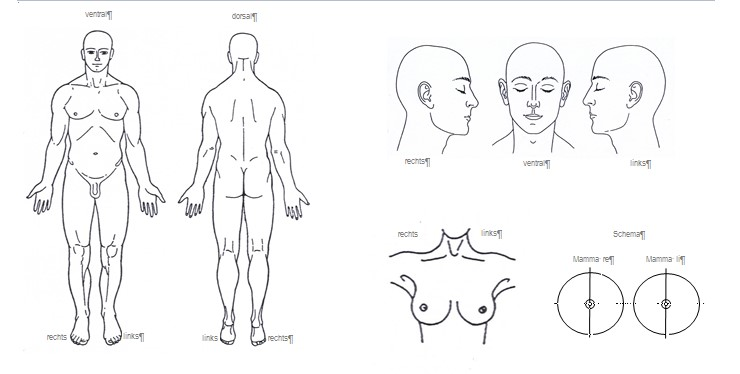 ventral¶
dorsal¶
rechts
links¶
links
rechts¶
rechts¶
ventral¶
links¶
rechts
links¶
Schema¶
Mamma·re¶
Mamma·li¶